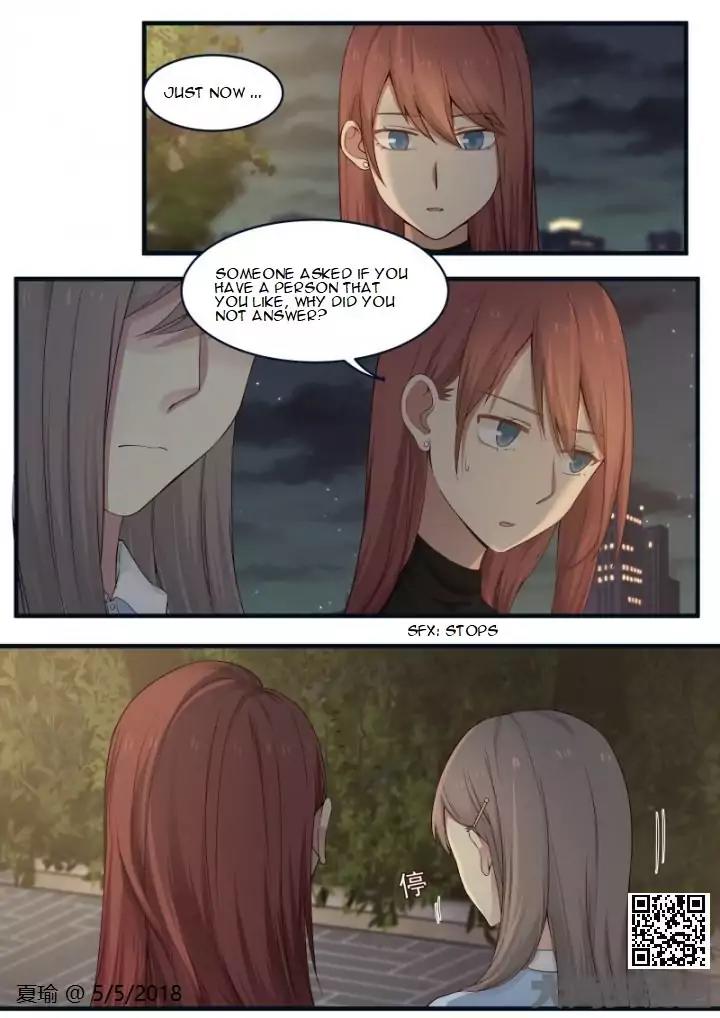 JUST NOW ...
SOMEONE ASKED IF YOU
HAVE A PERSON THAT
YOU LIKE, WHY DID YOU
NOT ANSWER?
SFX: STOPS
停
夏瑜 @ 5/5/2018